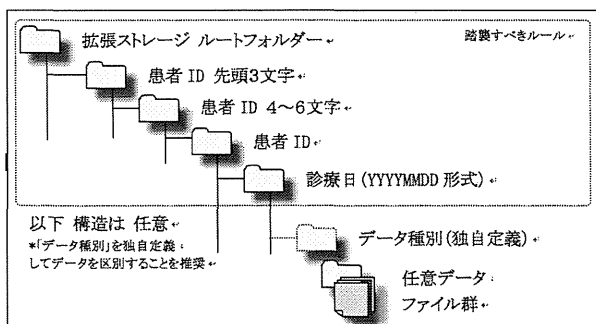 拡張ストレージ ルートフォルダー
踏襲すべきルール
患者 ID 先頭3文字
患者 ID 4～6文字
患者 ID
診療日(YYYYMMDD 形式)
以下 構造は 任意
*「データ種別」を独自定義
してデータを区別することを推奨
データ種別(独自定義)
任意データ
ファイル群